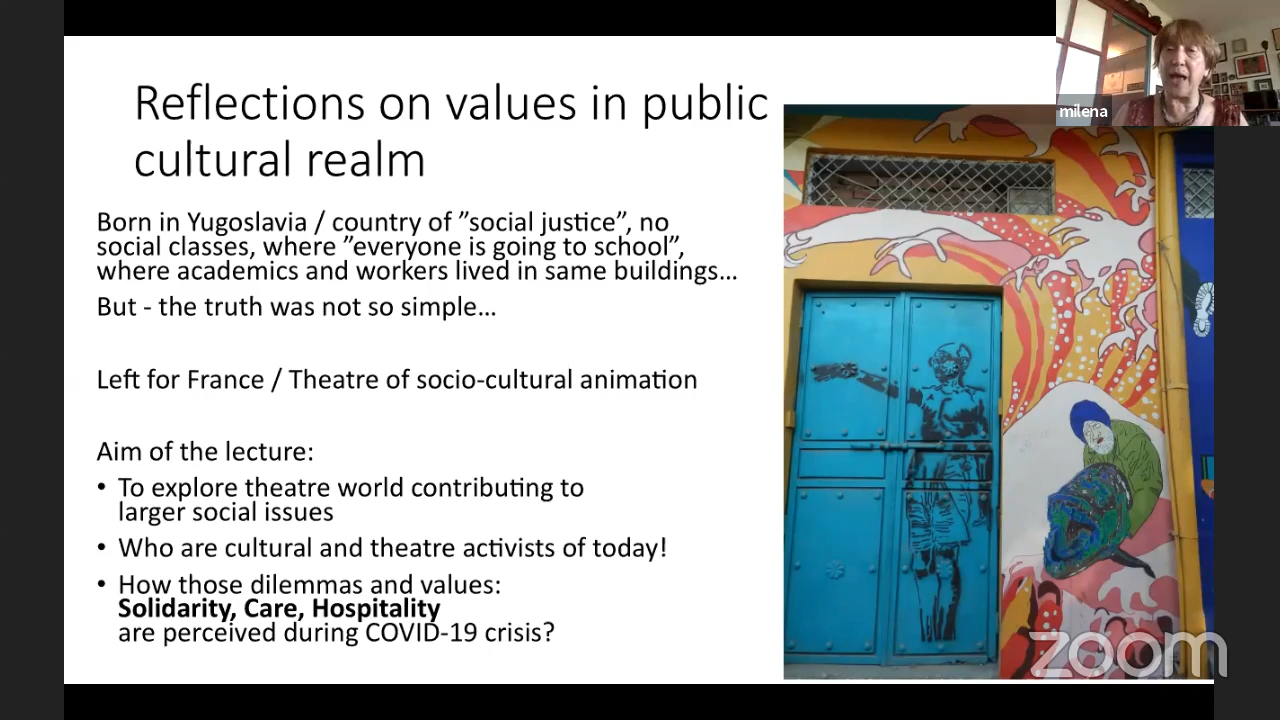 milena
Reflections on values in public
cultural realm
Born in Yugoslavia / country of ”social justice”, no
social classes, where ”everyone is going to school”,
where academics and workers lived in same buildings…
But - the truth was not so simple…
Left for France / Theatre of socio-cultural animation
Aim of the lecture:
• To explore theatre world contributing to
larger social issues
• Who are cultural and theatre activists of today!
• How those dilemmas and values:
Solidarity, Care, Hospitality
are perceived during COVID-19 crisis?
zoom